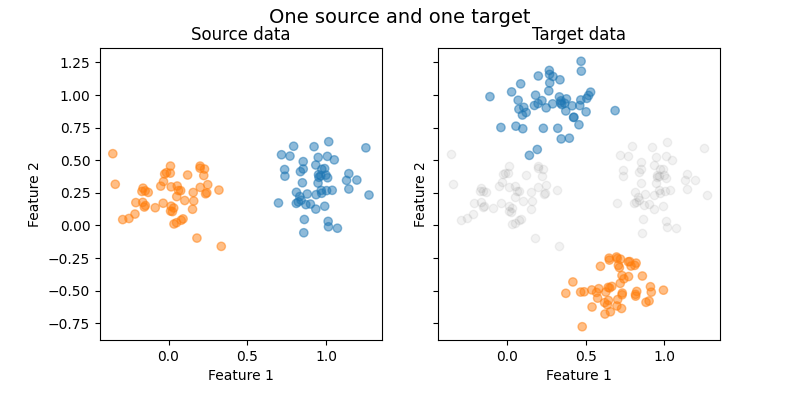 One source and one target
Source data
Target data
1.25
1.00
0.75
0.50
0.25
0.00
−0.25
−0.50
−0.75
Feature 2
Feature 2
0.0
0.5
1.0
0.0
0.5
1.0
Feature 1
Feature 1